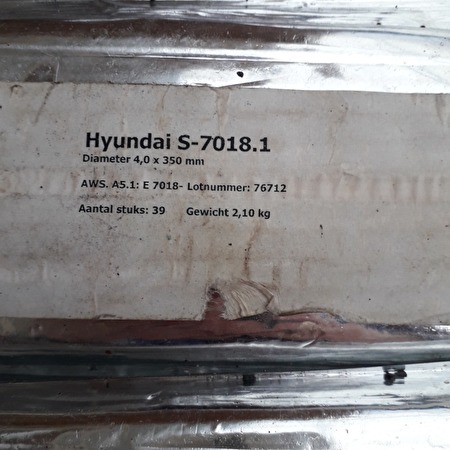 Hyundai S-7018.1
Diameter 4,0 x 350 mm
AWS. A5.1: E 7018- Lotnummer: 76712
Aantal stuks: 39 Gewicht 2,10 kg